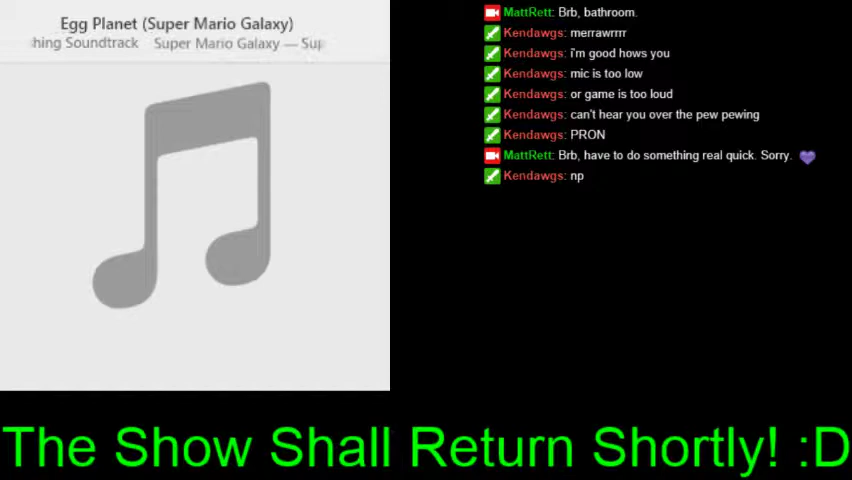 Egg Planet (Super Mario Galaxy)
hing Soundtrack Super Mario Galaxy — Sup
MattRett: Brb, bathroom.
Kendawgs: merrawrrrr
Kendawgs: i'm good hows you
Kendawgs: mic is too low
Kendawgs: or game is too loud
Kendawgs: can't hear you over the pew pewing
Kendawgs: PRON
MattRett: Brb, have to do something real quick. Sorry.
Kendawgs: np
The Show Shall Return Shortly! :D